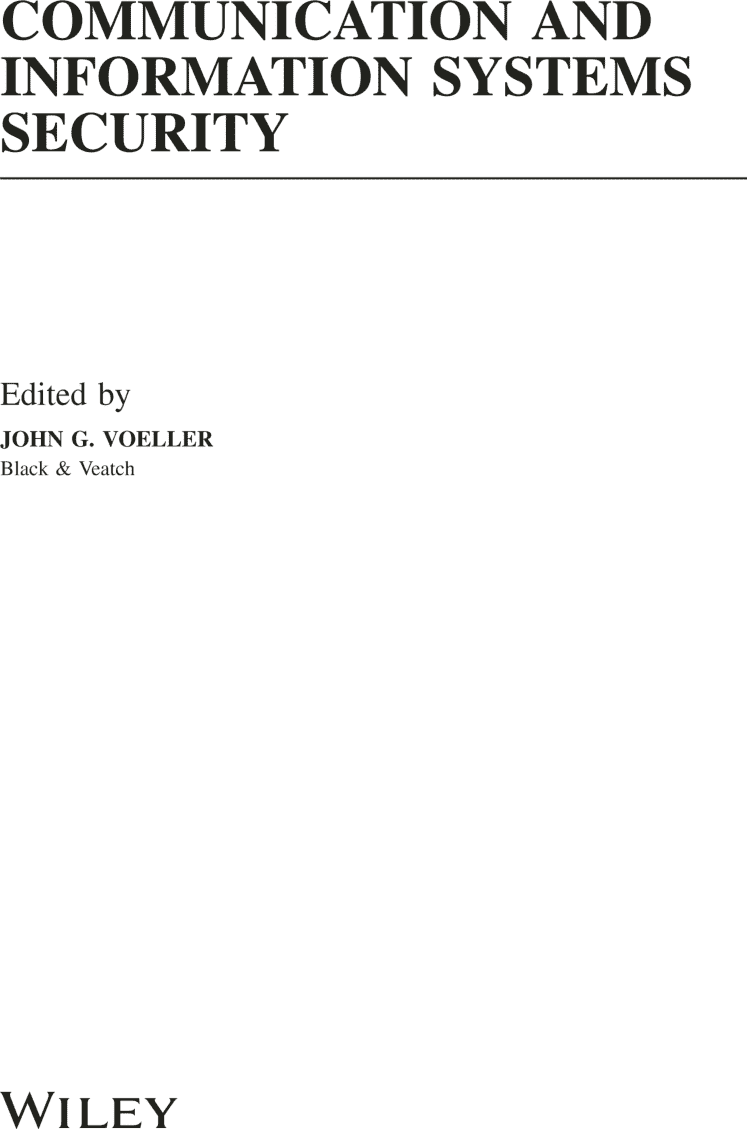 COMMUNICATION AND
INFORMATION SYSTEMS
SECURITY
Edited by
JOHN G. VOELLER
Black & Veatch
WILEY